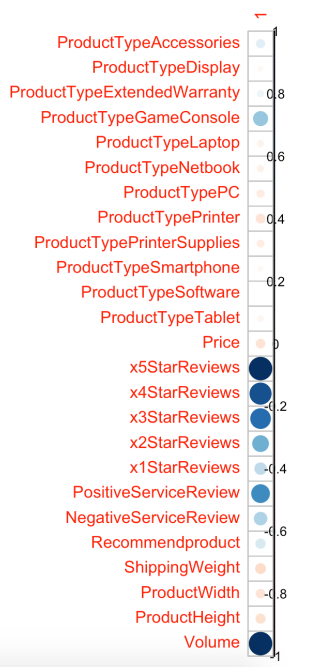 1
1
ProductTypeAccessories
ProductTypeDisplay
ProductTypeExtendedWarranty
0.8
ProductTypeGameConsole
ProductTypeLaptop
0.6
ProductTypeNetbook
ProductTypePC
ProductTypePrinter
0.4
ProductTypePrinterSupplies
ProductTypeSmartphone
0.2
ProductTypeSoftware
ProductTypeTablet
Price
0
x5StarReviews
x4StarReviews
-0.2
x3StarReviews
x2StarReviews
x1StarReviews
-0.4
PositiveServiceReview
NegativeServiceReview
-0.6
Recommendproduct
ShippingWeight
ProductWidth
-0.8
ProductHeight
Volume
-1